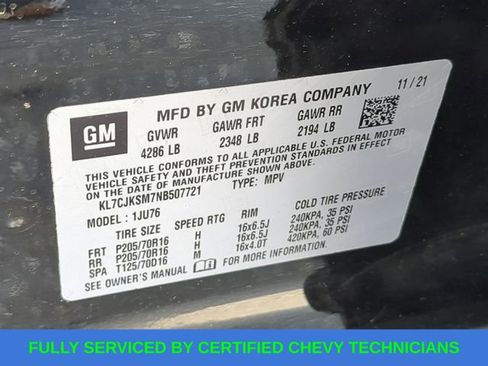 11/21
MFD BY GM KOREA COMPANY
GM
GVWR GAWR FRT GAWR RR
4286 LB 2348 LB 2194 LB
THIS VEHICLE CONFORMS TO ALL APPLICABLE U.S. FEDERAL MOTOR
VEHICLE SAFETY AND THEFT PREVENTION STANDARDS IN EFFECT ON
THE DATE OF MANUFACTURE SHOWN ABOVE.
KL7CJKSM7NB507721 TYPE: MPV
MODEL: 1JU76
TIRE SIZE SPEED RTG RIM COLD TIRE PRESSURE
FRT P205/70R16 H 16x6.5J 240KPA, 35 PSI
RR P205/70R16 H 16x6.5J 240KPA, 35 PSI
SPA T125/70D16 M 16x4.0T 420KPA, 60 PSI
SEE OWNER'S MANUAL FOR MORE INFORMATION.
FULLY SERVICED BY CERTIFIED CHEVY TECHNICIANS